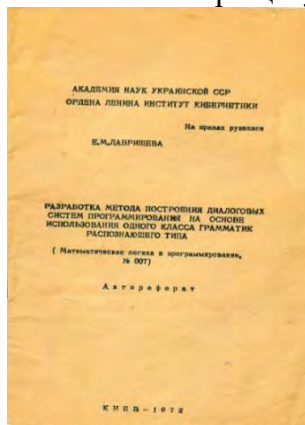 АКАДЕМИЯ НАУК УКРАИНСКОЙ ССР
ОРДЕНА ЛЕНИНА ИНСТИТУТ КИБЕРНЕТИКИ
На правах рукописи
Е.М.ЛАВРИЩЕВА
РАЗРАБОТКА МЕТОДА ПОСТРОЕНИЯ ДИАЛОГОВЫХ
СИСТЕМ ПРОГРАММИРОВАНИЯ НА ОСНОВЕ
ИСПОЛЬЗОВАНИЯ ОДНОГО КЛАССА ГРАММАТИК
РАСПОЗНАЮЩЕГО ТИПА
( Математическая логика и программирование,
№ 007)
Автореферат
КИЕВ - 1972